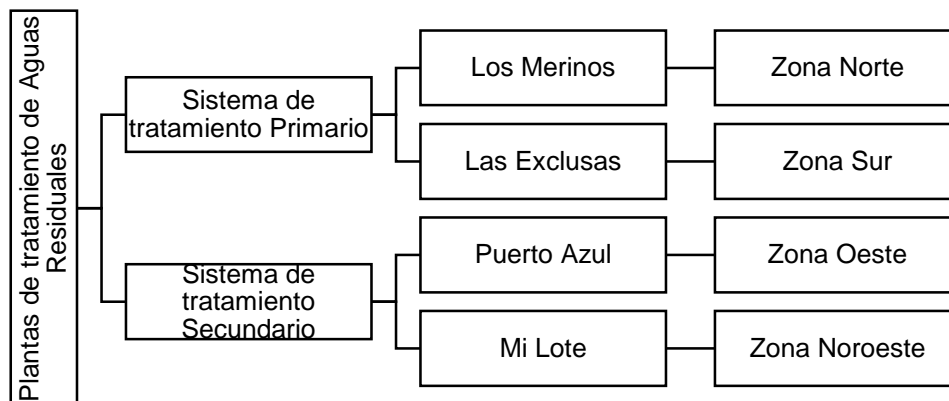 Plantas de tratamiento de Aguas
Residuales
Sistema de
tratamiento Primario
Los Merinos
Zona Norte
Las Exclusas
Zona Sur
Sistema de
tratamiento
Secundario
Puerto Azul
Zona Oeste
Mi Lote
Zona Noroeste